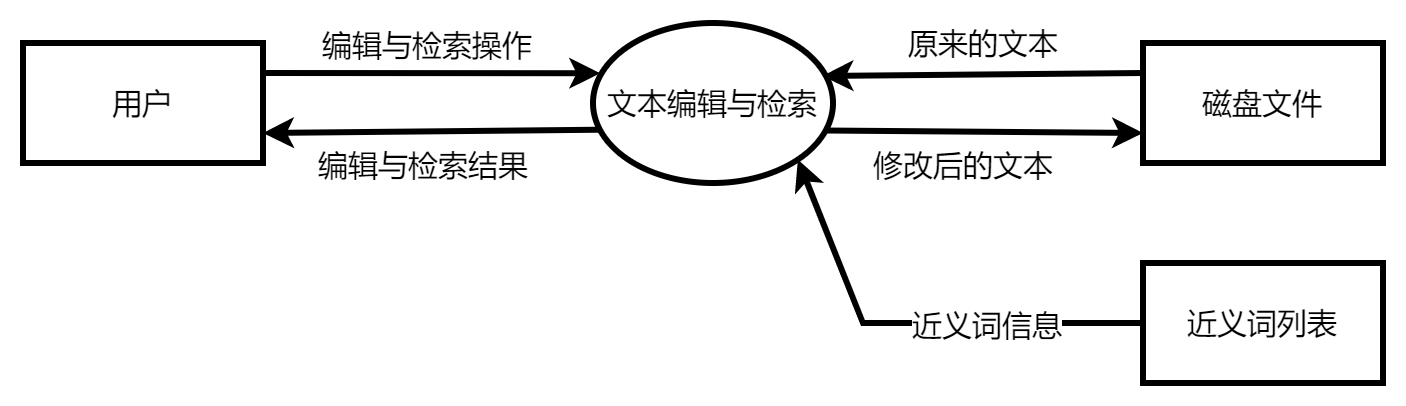 编辑与检索操作
原来的文本
用户
文本编辑与检索
磁盘文件
编辑与检索结果
修改后的文本
近义词信息
近义词列表